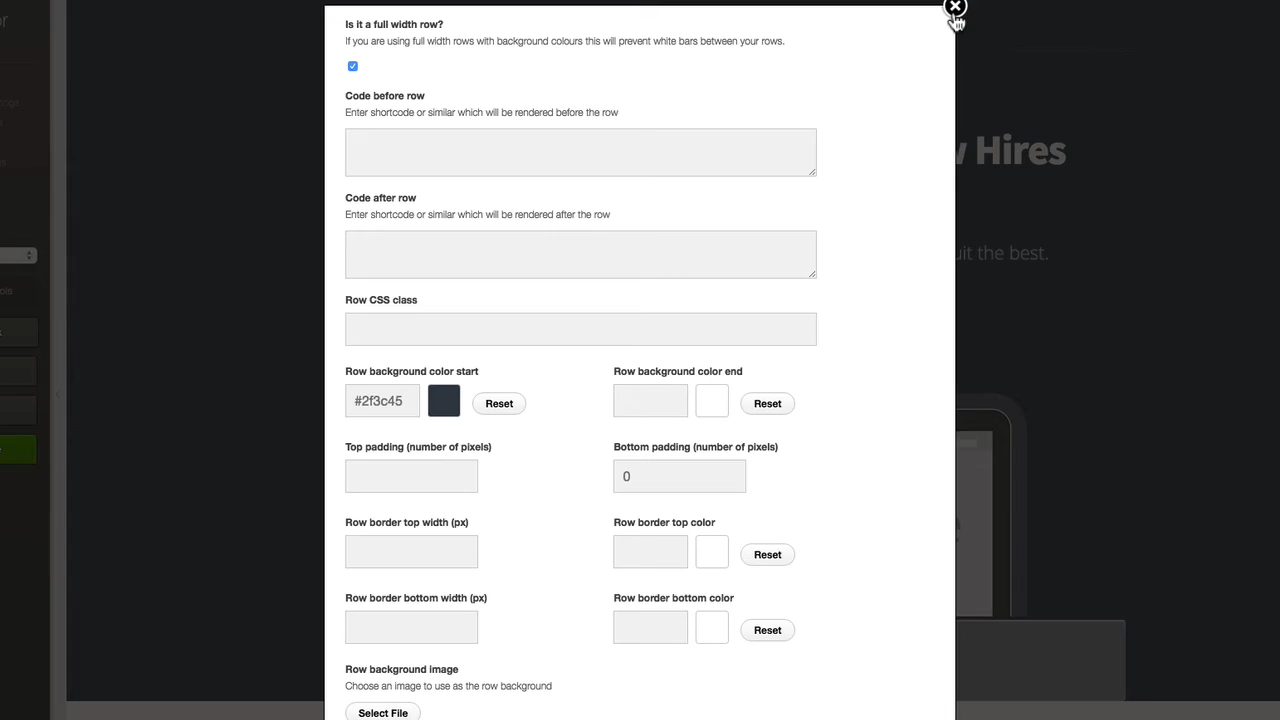 Is it a full width row?
If you are using full width rows with background colours this will prevent white bars between your rows.
Code before row
Enter shortcode or similar which will be rendered before the row
Hires
Code after row
Enter shortcode or similar which will be rendered after the row
the best.
Row CSS class
Row background color start
Row background color end
#2f3c45
Reset
Reset
Top padding (number of pixels)
Bottom padding (number of pixels)
0
Row border top width (px)
Row border top color
Reset
Row border bottom width (px)
Row border bottom color
Reset
Row background image
Choose an image to use as the row background
Select File